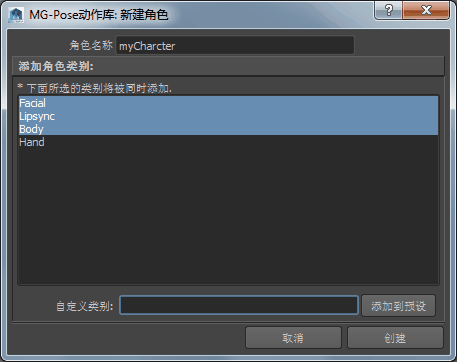 MG-Pose动作库: 新建角色
角色名称 myCharcter
添加角色类别:
* 下面所选的类别将被同时添加.
Facial
Lipsync
Body
Hand
自定义类别: 添加到预设
取消 创建